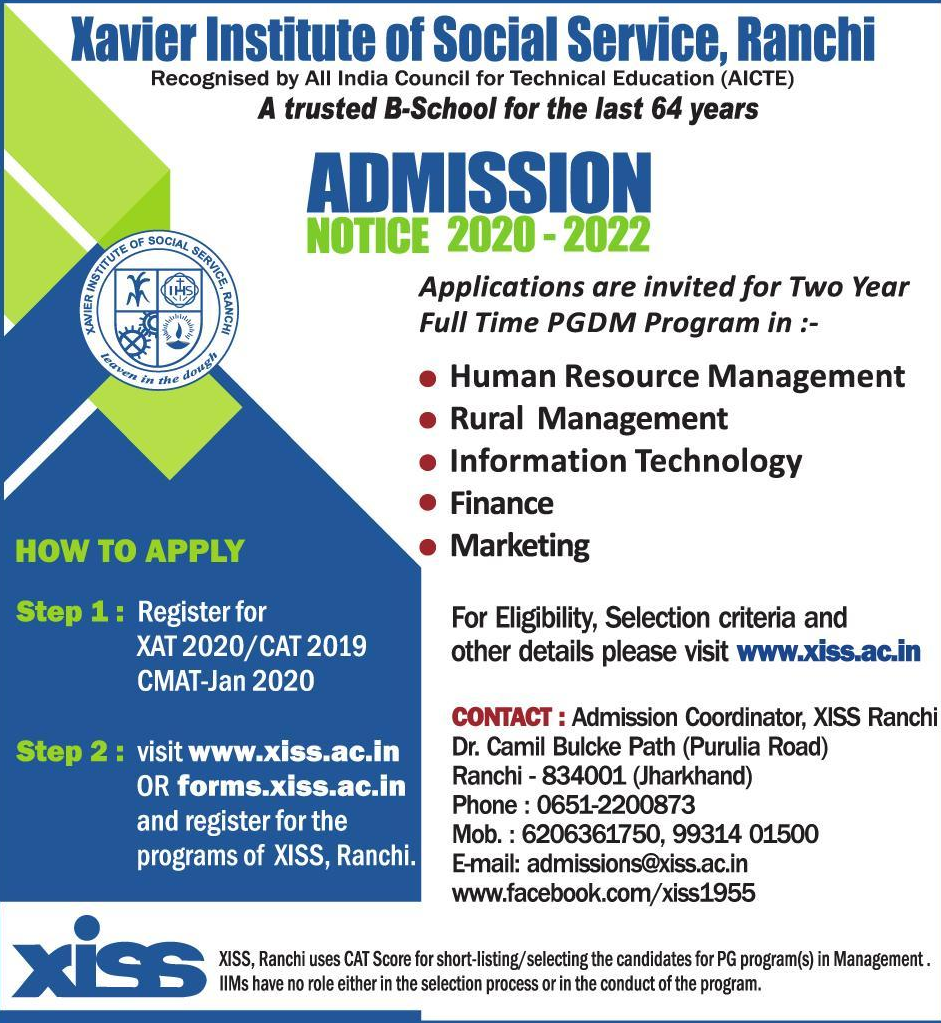 Xavier Institute of Social Service, Ranchi
Recognised by All India Council for Technical Education (AICTE)
A trusted B-School for the last 64 years
ADMISSION
NOTICE 2020 - 2022
XAVIER INSTITUTE OF SOCIAL SERVICE, RANCHI
IHS
leaven in the dough
Applications are invited for Two Year
Full Time PGDM Program in :-
Human Resource Management
Rural Management
Information Technology
Finance
Marketing
HOW TO APPLY
Step 1 : Register for
XAT 2020/CAT 2019
CMAT-Jan 2020
Step 2 : visit www.xiss.ac.in
OR forms.xiss.ac.in
and register for the
programs of XISS, Ranchi.
For Eligibility, Selection criteria and
other details please visit www.xiss.ac.in
CONTACT : Admission Coordinator, XISS Ranchi
Dr. Camil Bulcke Path (Purulia Road)
Ranchi - 834001 (Jharkhand)
Phone : 0651-2200873
Mob. : 6206361750, 99314 01500
E-mail: admissions@xiss.ac.in
www.facebook.com/xiss1955
xiss
XISS, Ranchi uses CAT Score for short-listing/selecting the candidates for PG program(s) in Management .
IIMs have no role either in the selection process or in the conduct of the program.